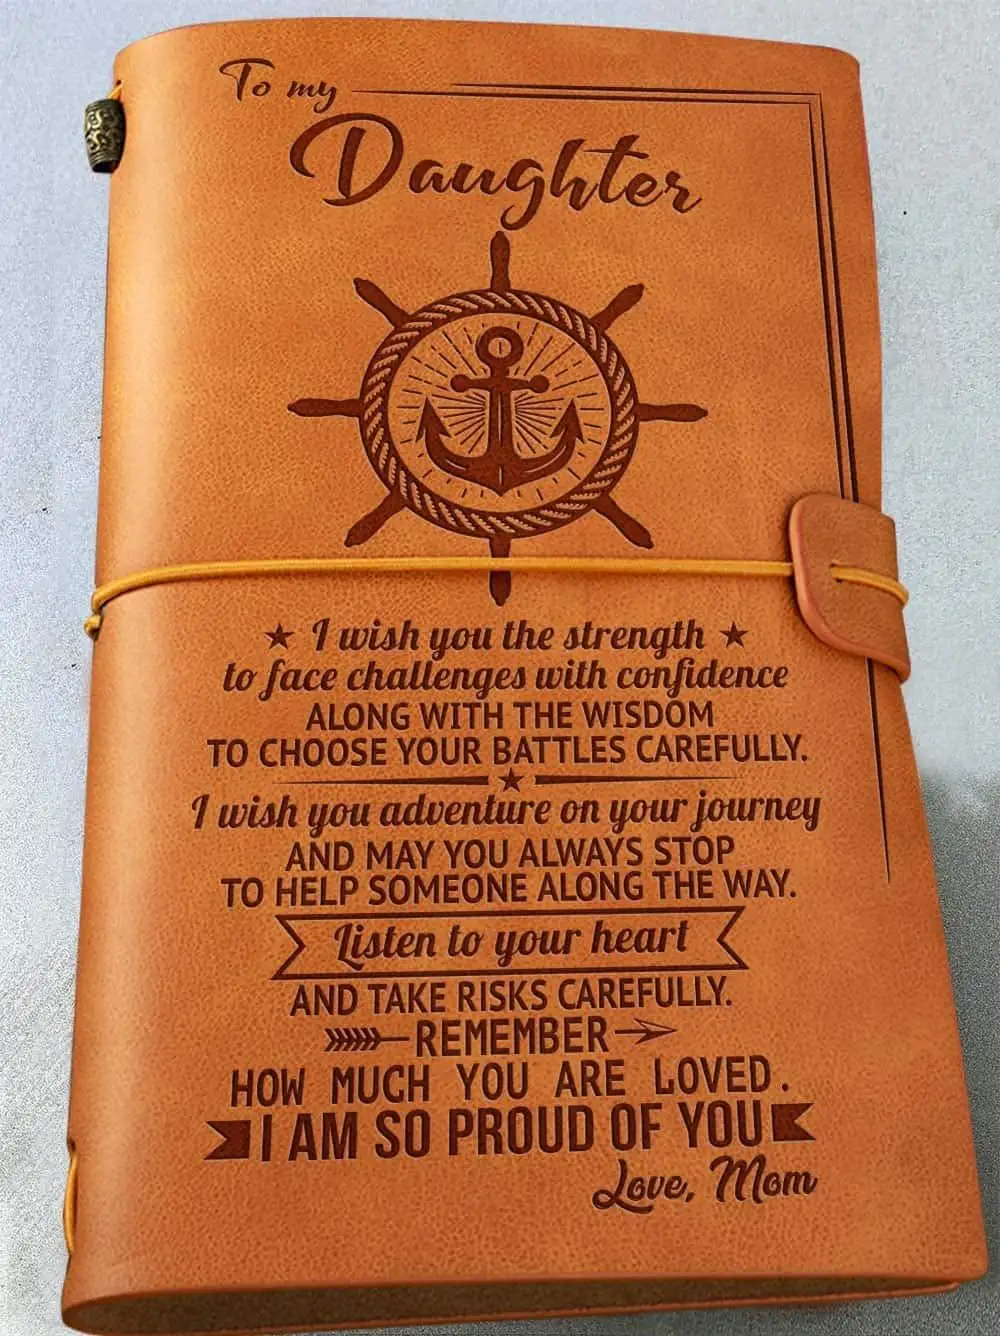 To my
Daughter
I wish you the strength
to face challenges with confidence
ALONG WITH THE WISDOM
TO CHOOSE YOUR BATTLES CAREFULLY.
I wish you adventure on your journey
AND MAY YOU ALWAYS STOP
TO HELP SOMEONE ALONG THE WAY.
Listen to your heart
AND TAKE RISKS CAREFULLY.
REMEMBER
HOW MUCH YOU ARE LOVED.
I AM SO PROUD OF YOU
Love, Mom